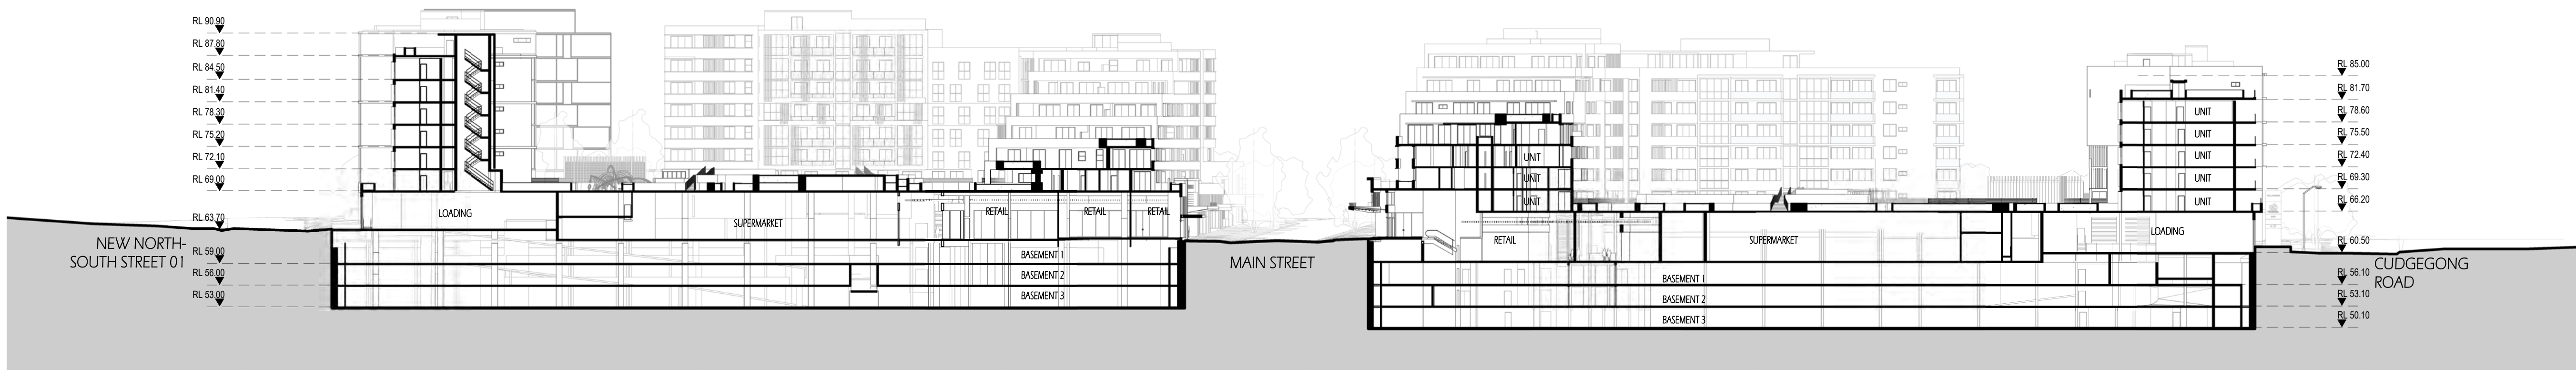 RL 90.90
RL 87.80
RL 84.50
RL 81.40
RL 78.30
RL 75.20
RL 72.10
RL 69.00
RL 63.70
RL 59.00
RL 56.00
RL 53.00
NEW NORTH-
SOUTH STREET 01
LOADING
SUPERMARKET
RETAIL
RETAIL
RETAIL
BASEMENT 1
BASEMENT 2
BASEMENT 3
MAIN STREET
UNIT
UNIT
UNIT
RETAIL
SUPERMARKET
BASEMENT 1
BASEMENT 2
BASEMENT 3
UNIT
UNIT
UNIT
UNIT
UNIT
LOADING
RL 85.00
RL 81.70
RL 78.60
RL 75.50
RL 72.40
RL 69.30
RL 66.20
RL 60.50
RL 56.10
RL 53.10
RL 50.10
CUDGEGONG
ROAD